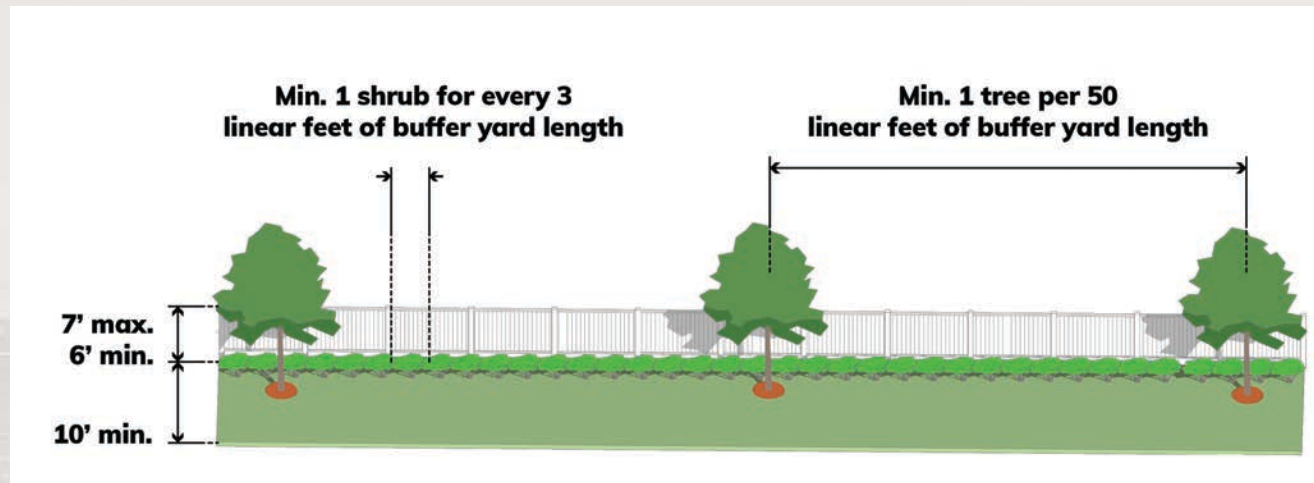 Min. 1 shrub for every 3
linear feet of buffer yard length
Min. 1 tree per 50
linear feet of buffer yard length
7’ max.
6’ min.
10’ min.